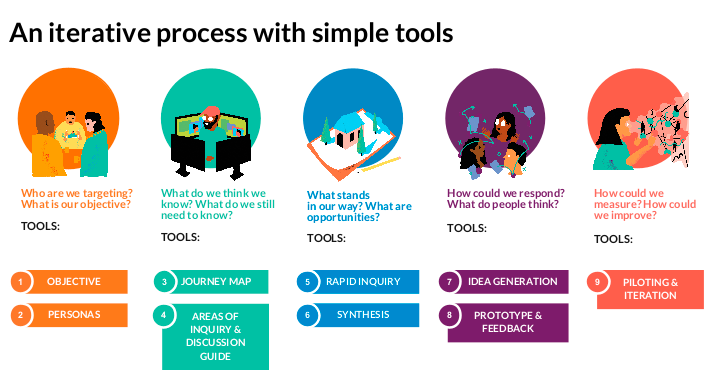 An iterative process with simple tools
Who are we targeting?
What is our objective?
TOOLS:
1 OBJECTIVE
2 PERSONAS
What do we think we
know? What do we still
need to know?
TOOLS:
3 JOURNEY MAP
4 AREAS OF
INQUIRY &
DISCUSSION
GUIDE
What stands
in our way? What are
opportunities?
TOOLS:
5 RAPID INQUIRY
6 SYNTHESIS
How could we respond?
What do people think?
TOOLS:
7 IDEA GENERATION
8 PROTOTYPE &
FEEDBACK
How could we
measure? How could
we improve?
TOOLS:
9 PILOTING &
ITERATION